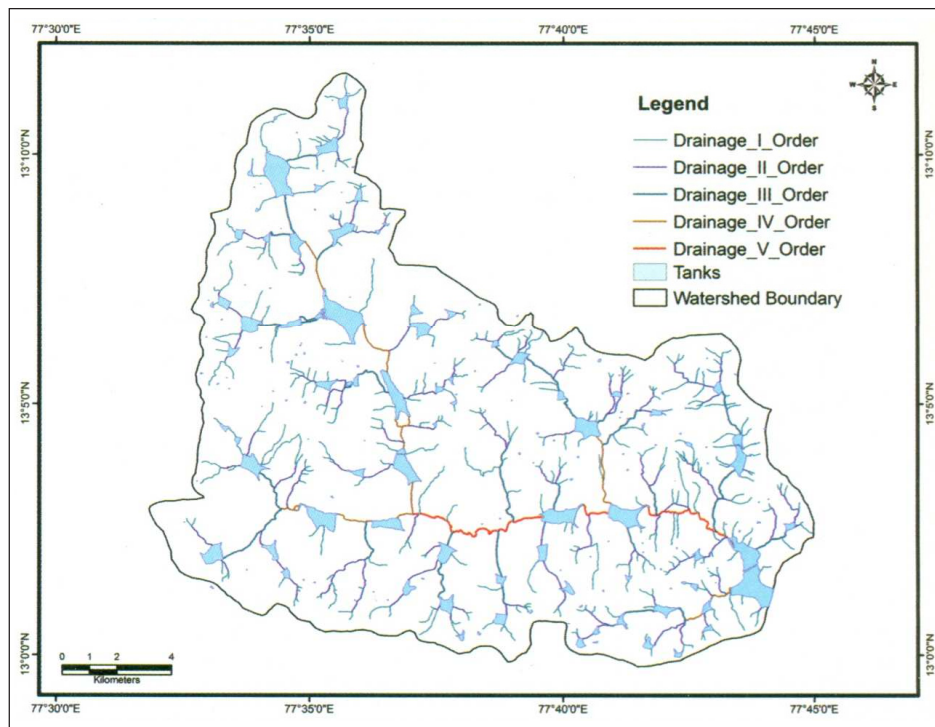 77°30'0"E 77°35'0"E 77°40'0"E 77°45'0"E
N
W E
S
13°10'0"N 13°10'0"N
Legend
Drainage_I_Order
Drainage_II_Order
Drainage_III_Order
Drainage_IV_Order
Drainage_V_Order
Tanks
Watershed Boundary
13°5'0"N 13°5'0"N
13°0'0"N 13°0'0"N
0 1 2 4
Kilometers
77°30'0"E 77°35'0"E 77°40'0"E 77°45'0"E